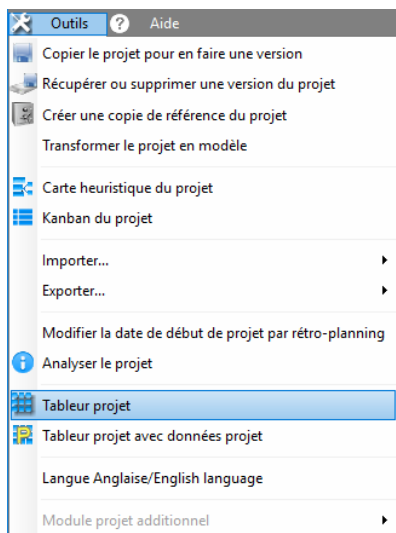 Outils ? Aide
Copier le projet pour en faire une version
Récupérer ou supprimer une version du projet
Créer une copie de référence du projet
Transformer le projet en modèle
Carte heuristique du projet
Kanban du projet
Importer...
Exporter...
Modifier la date de début de projet par rétro-planning
Analyser le projet
Tableur projet
Tableur projet avec données projet
Langue Anglaise/English language
Module projet additionnel